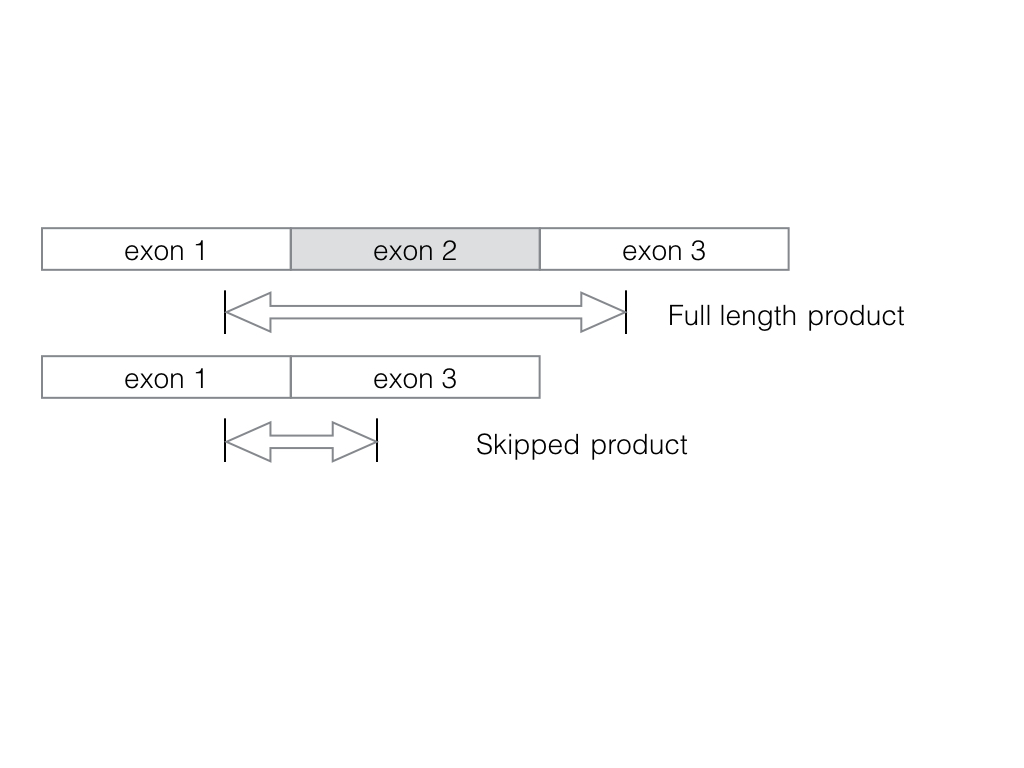 exon 1 exon 2 exon 3
Full length product
exon 1 exon 3
Skipped product